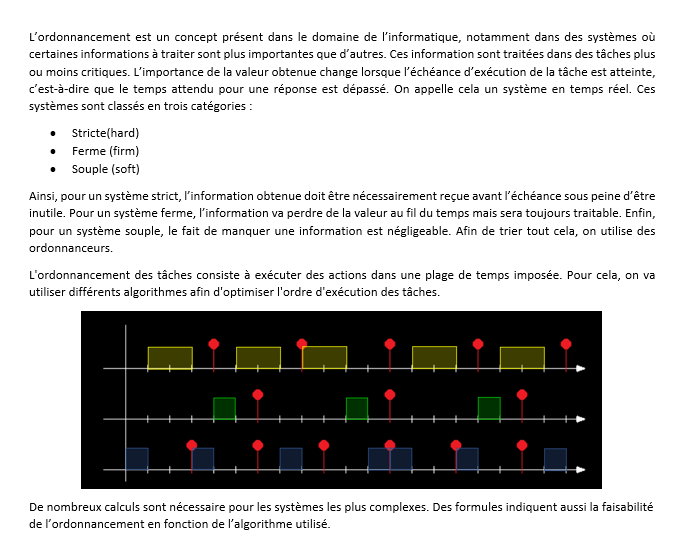 L’ordonnancement est un concept présent dans le domaine de l’informatique, notamment dans des systèmes où
certaines informations à traiter sont plus importantes que d’autres. Ces information sont traitées dans des tâches plus
ou moins critiques. L’importance de la valeur obtenue change lorsque l’échéance d’exécution de la tâche est atteinte,
c’est-à-dire que le temps attendu pour une réponse est dépassé. On appelle cela un système en temps réel. Ces
systèmes sont classés en trois catégories :
• Stricte(hard)
• Ferme (firm)
• Souple (soft)
Ainsi, pour un système strict, l’information obtenue doit être nécessairement reçue avant l’échéance sous peine d’être
inutile. Pour un système ferme, l’information va perdre de la valeur au fil du temps mais sera toujours traitable. Enfin,
pour un système souple, le fait de manquer une information est négligeable. Afin de trier tout cela, on utilise des
ordonnanceurs.
L'ordonnancement des tâches consiste à exécuter des actions dans une plage de temps imposée. Pour cela, on va
utiliser différents algorithmes afin d'optimiser l'ordre d'exécution des tâches.
De nombreux calculs sont nécessaire pour les systèmes les plus complexes. Des formules indiquent aussi la faisabilité
de l’ordonnancement en fonction de l’algorithme utilisé.